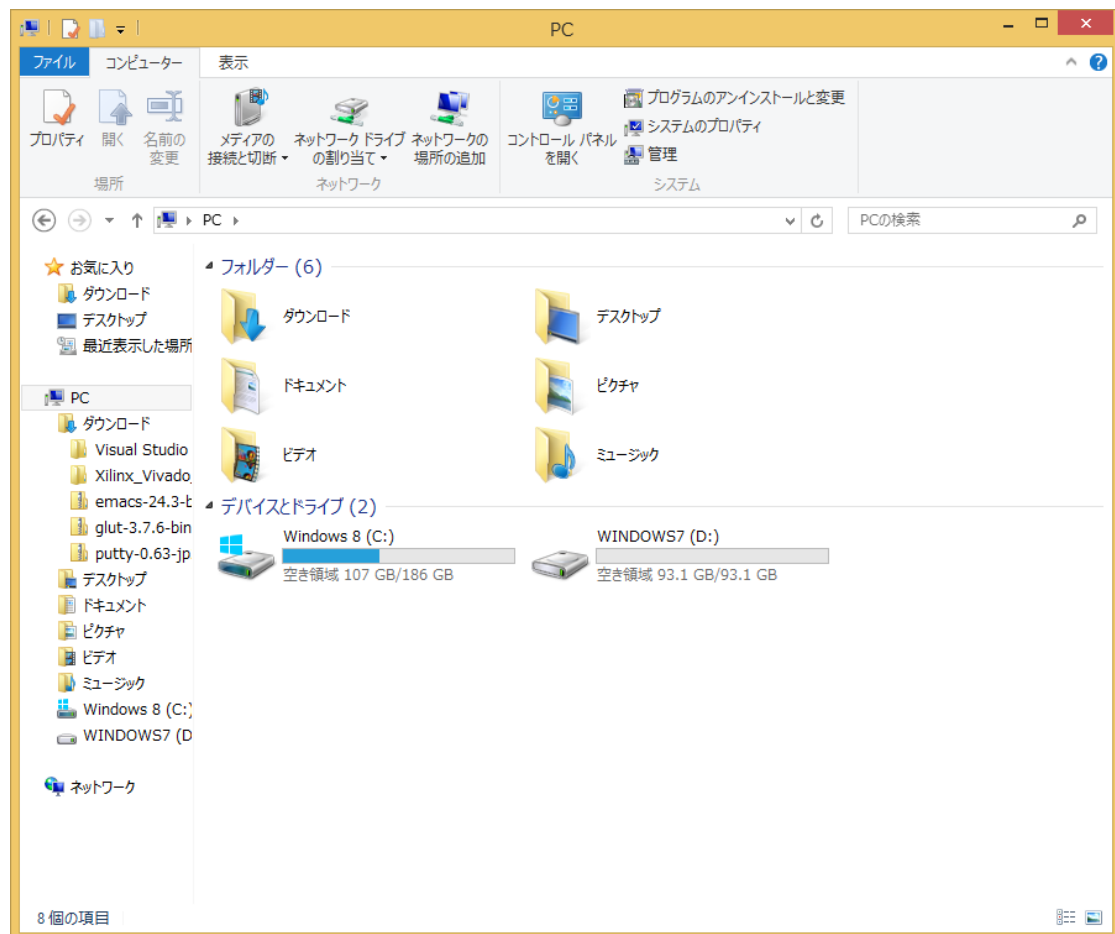 PC
ファイル
コンピューター
表示
プロパティ
開く
名前の
変更
場所
メディアの
接続と切断
ネットワーク ドライブ
の割り当て
ネットワークの
場所の追加
ネットワーク
コントロール パネル
を開く
プログラムのアンインストールと変更
システムのプロパティ
管理
システム
PC
PCの検索
お気に入り
ダウンロード
デスクトップ
最近表示した場所
PC
ダウンロード
Visual Studio
Xilinx_Vivado_
emacs-24.3-b
glut-3.7.6-bin
putty-0.63-jp
デスクトップ
ドキュメント
ピクチャ
ビデオ
ミュージック
Windows 8 (C:)
WINDOWS7 (D
ネットワーク
フォルダー (6)
ダウンロード
デスクトップ
ドキュメント
ピクチャ
ビデオ
ミュージック
デバイスとドライブ (2)
Windows 8 (C:)
空き領域 107 GB/186 GB
WINDOWS7 (D:)
空き領域 93.1 GB/93.1 GB
8 個の項目